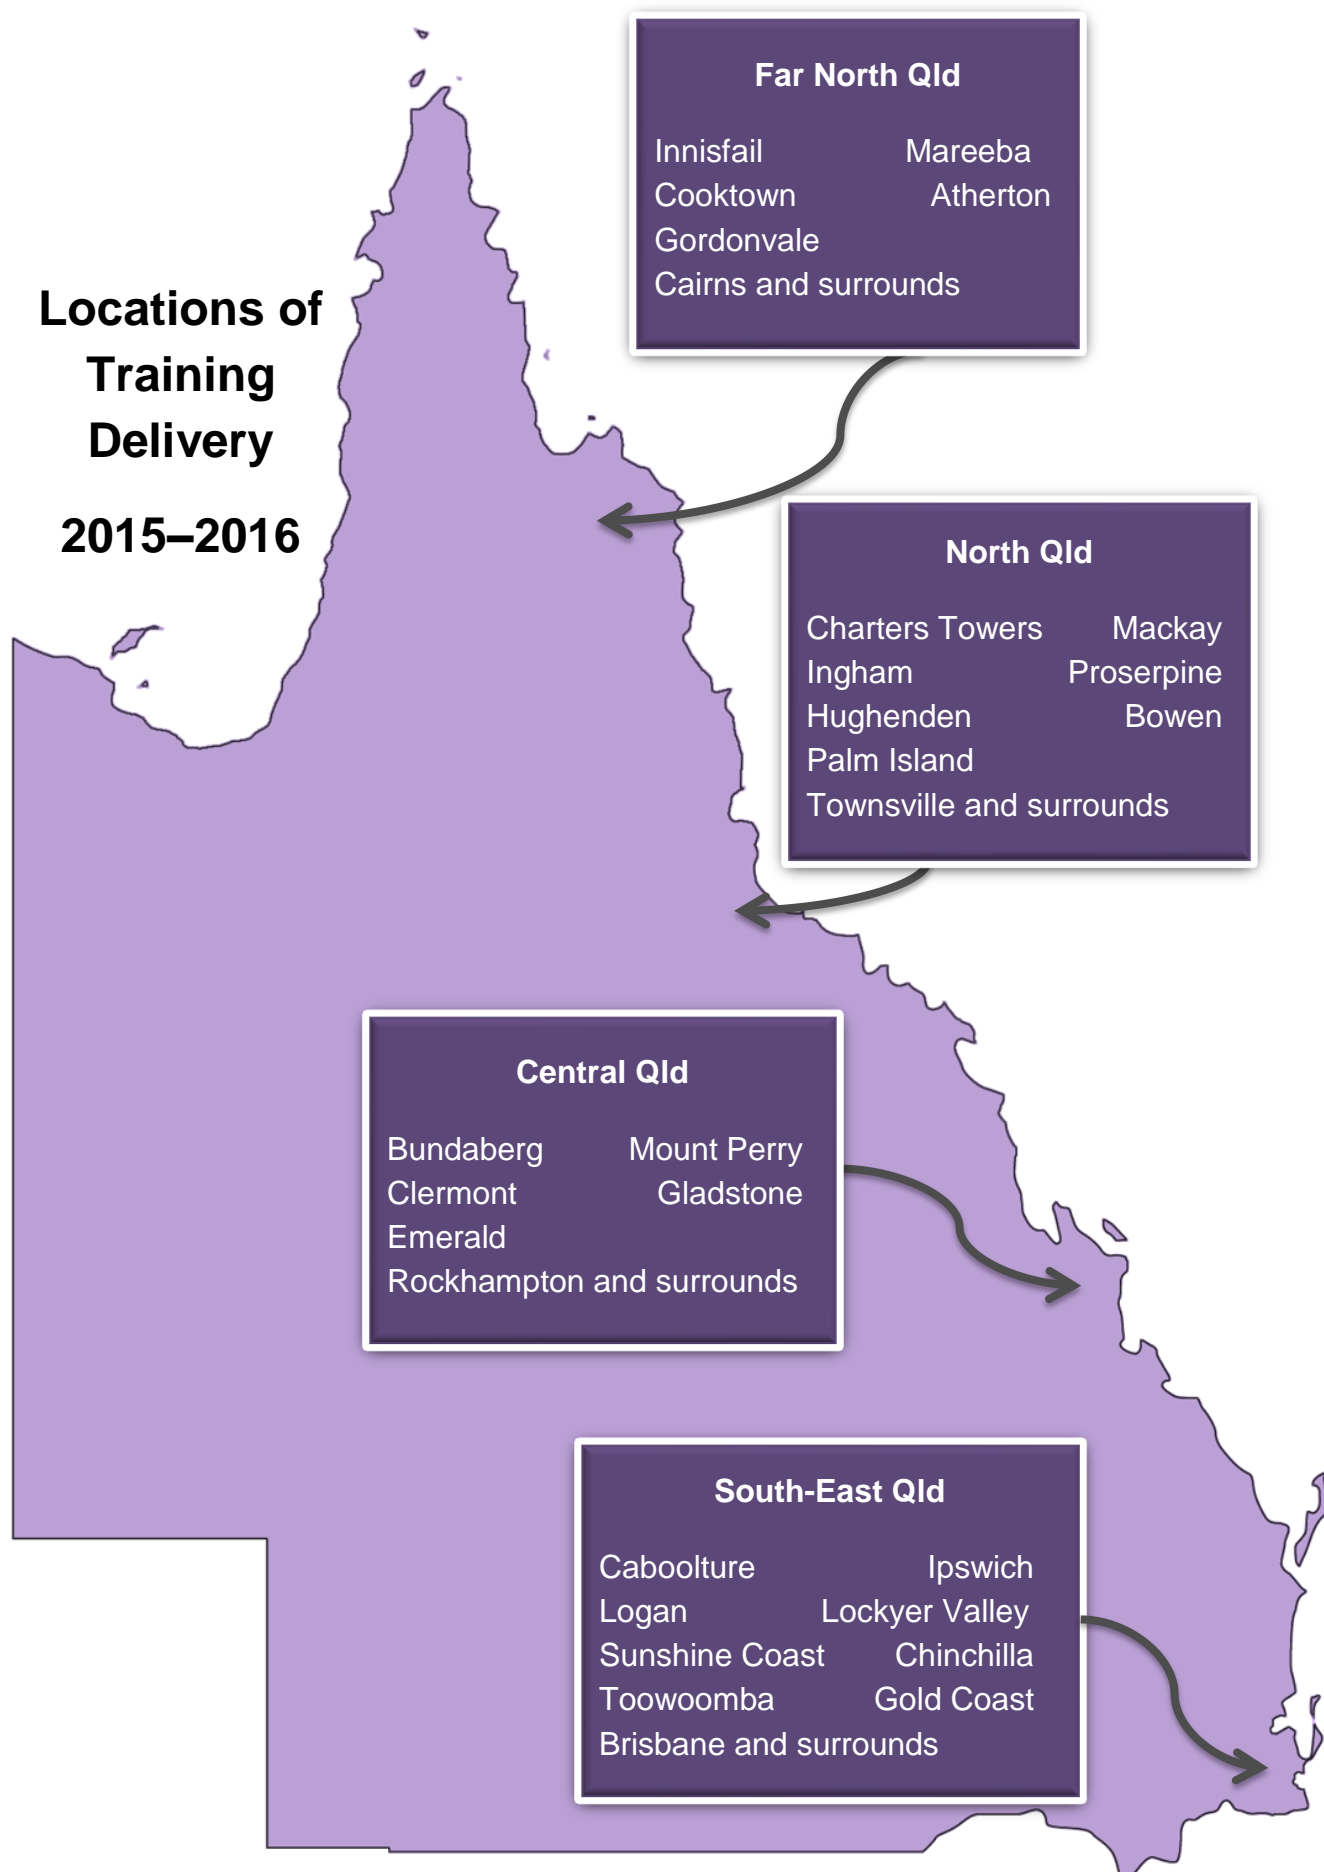 Locations of
Training
Delivery
2015–2016
Far North Qld
Innisfail Mareeba
Cooktown Atherton
Gordonvale
Cairns and surrounds
North Qld
Charters Towers Mackay
Ingham Proserpine
Hughenden Bowen
Palm Island
Townsville and surrounds
Central Qld
Bundaberg Mount Perry
Clermont Gladstone
Emerald
Rockhampton and surrounds
South-East Qld
Caboolture Ipswich
Logan Lockyer Valley
Sunshine Coast Chinchilla
Toowoomba Gold Coast
Brisbane and surrounds